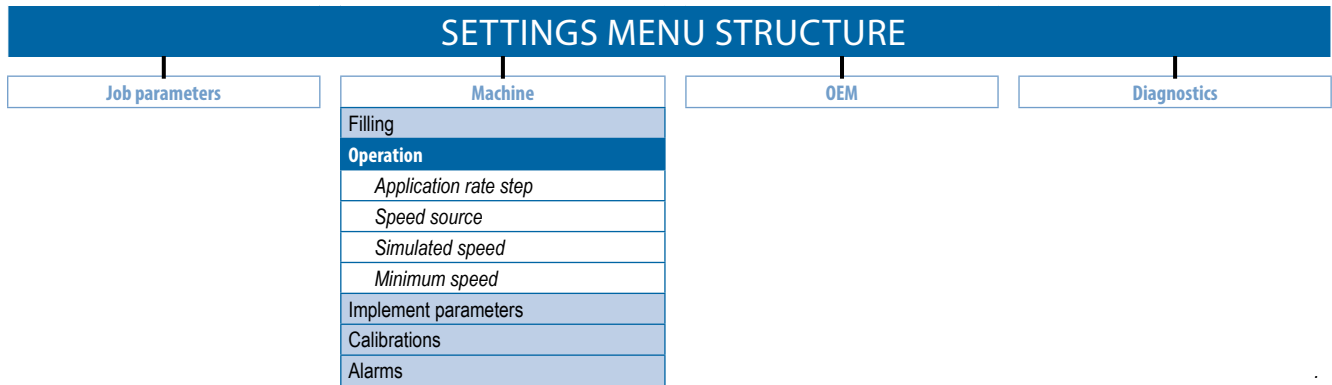 SETTINGS MENU STRUCTURE
Job parameters
Machine
OEM
Diagnostics
Filling
Operation
Application rate step
Speed source
Simulated speed
Minimum speed
Implement parameters
Calibrations
Alarms
.